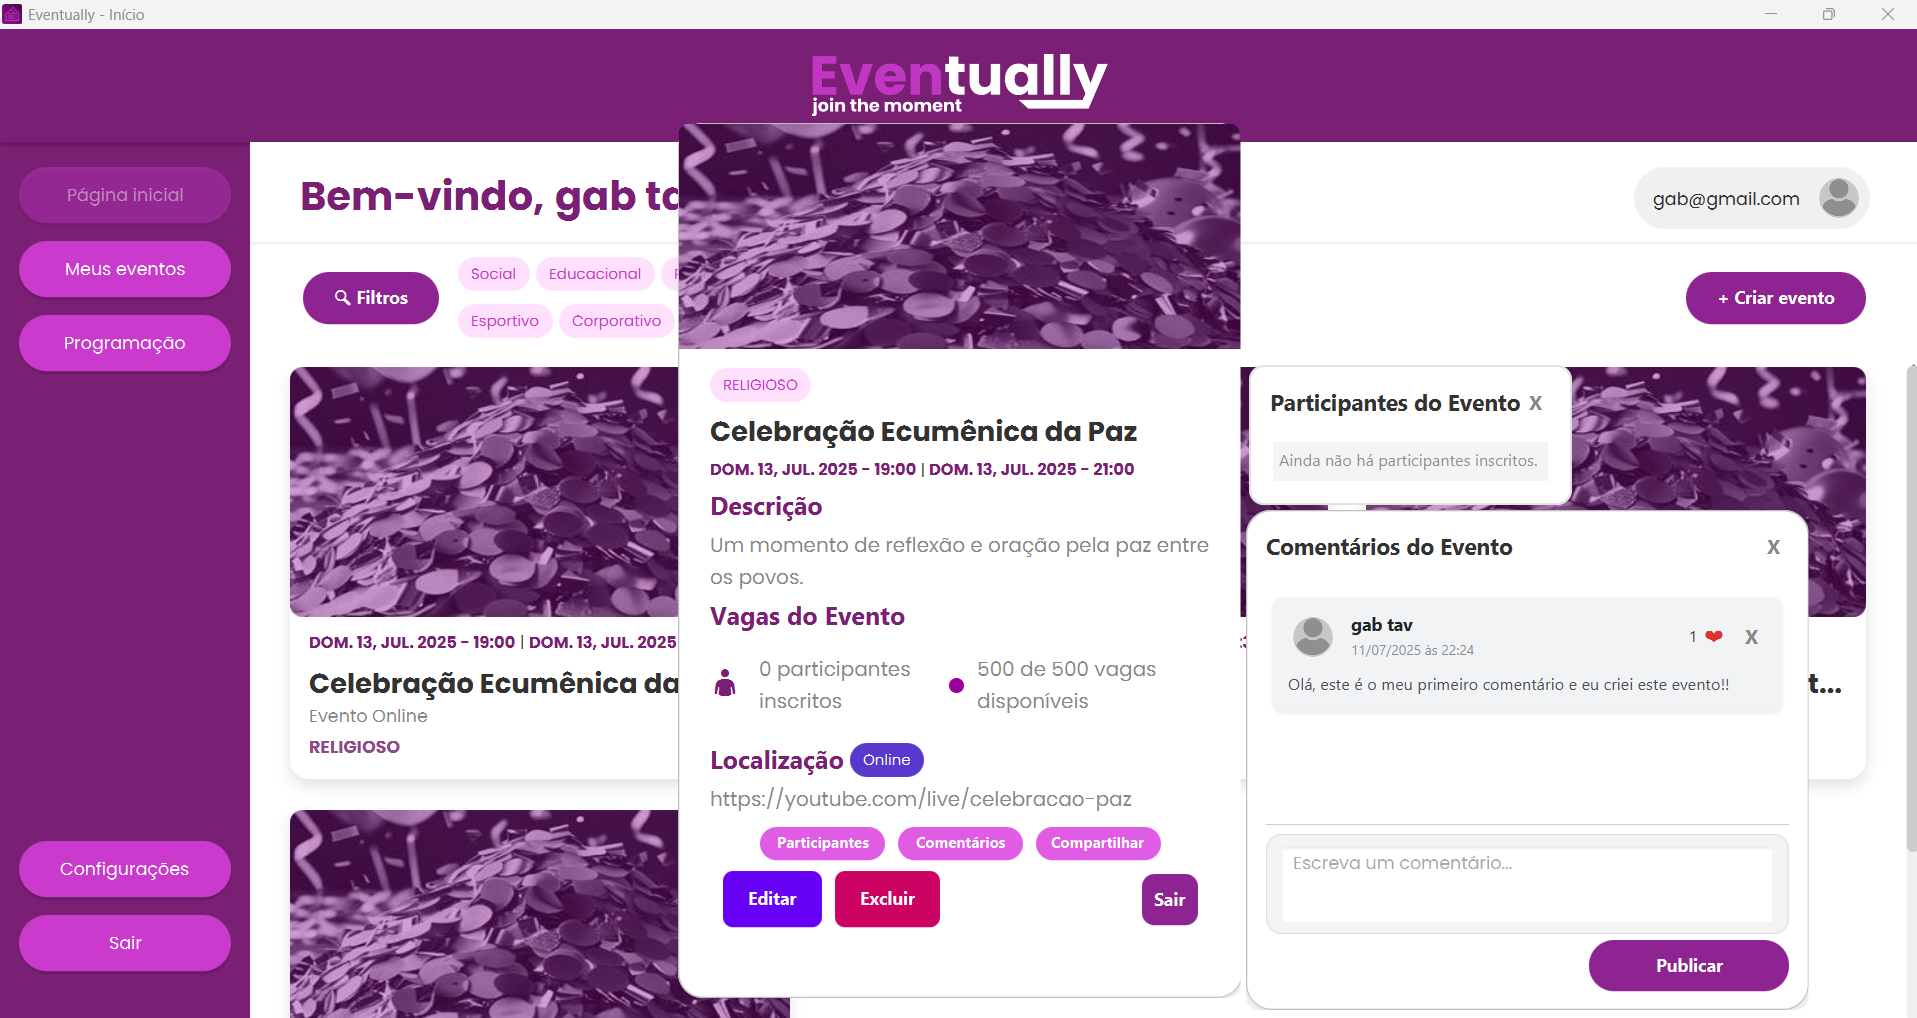 Eventually - Início
Eventually
join the moment
Página inicial
Meus eventos
Programação
Configurações
Sair
Bem-vindo, gab ta
gab@gmail.com
🔍 Filtros
Social
Educacional
Esportivo
Corporativo
+ Criar evento
DOM. 13, JUL. 2025 - 19:00 | DOM. 13, JUL. 2025
Celebração Ecumênica da
Evento Online
RELIGIOSO
RELIGIOSO
Celebração Ecumênica da Paz
DOM. 13, JUL. 2025 - 19:00 | DOM. 13, JUL. 2025 - 21:00
Descrição
Um momento de reflexão e oração pela paz entre
os povos.
Vagas do Evento
0 participantes
inscritos
500 de 500 vagas
disponíveis
Localização
Online
https://youtube.com/live/celebracao-paz
Participantes
Comentários
Compartilhar
Editar
Excluir
Sair
Participantes do Evento
X
Ainda não há participantes inscritos.
Comentários do Evento
X
gab tav
11/07/2025 às 22:24
1 ❤
X
Olá, este é o meu primeiro comentário e eu criei este evento!!
Escreva um comentário...
Publicar
t...